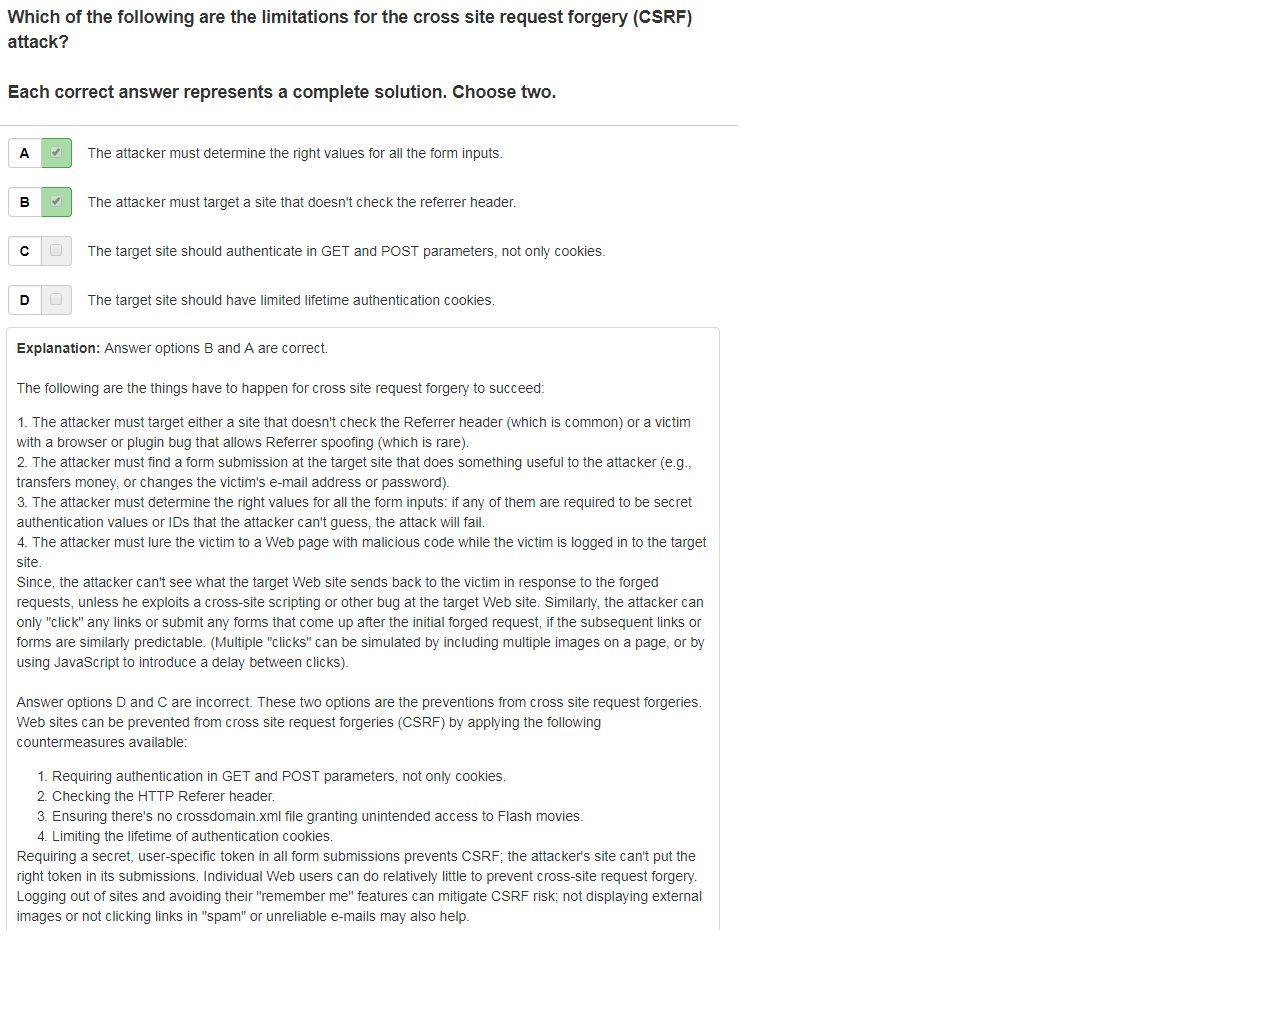 Which of the following are the limitations for the cross site request forgery (CSRF)
attack?
Each correct answer represents a complete solution. Choose two.
A The attacker must determine the right values for all the form inputs.
B The attacker must target a site that doesn't check the referrer header.
C The target site should authenticate in GET and POST parameters, not only cookies.
D The target site should have limited lifetime authentication cookies.
Explanation: Answer options B and A are correct.
The following are the things have to happen for cross site request forgery to succeed:
1. The attacker must target either a site that doesn't check the Referrer header (which is common) or a victim
with a browser or plugin bug that allows Referrer spoofing (which is rare).
2. The attacker must find a form submission at the target site that does something useful to the attacker (e.g.,
transfers money, or changes the victim's e-mail address or password).
3. The attacker must determine the right values for all the form inputs: if any of them are required to be secret
authentication values or IDs that the attacker can't guess, the attack will fail.
4. The attacker must lure the victim to a Web page with malicious code while the victim is logged in to the target
site.
Since, the attacker can't see what the target Web site sends back to the victim in response to the forged
requests, unless he exploits a cross-site scripting or other bug at the target Web site. Similarly, the attacker can
only "click" any links or submit any forms that come up after the initial forged request, if the subsequent links or
forms are similarly predictable. (Multiple "clicks" can be simulated by including multiple images on a page, or by
using JavaScript to introduce a delay between clicks).
Answer options D and C are incorrect. These two options are the preventions from cross site request forgeries.
Web sites can be prevented from cross site request forgeries (CSRF) by applying the following
countermeasures available:
1. Requiring authentication in GET and POST parameters, not only cookies.
2. Checking the HTTP Referer header.
3. Ensuring there's no crossdomain.xml file granting unintended access to Flash movies.
4. Limiting the lifetime of authentication cookies.
Requiring a secret, user-specific token in all form submissions prevents CSRF; the attacker's site can't put the
right token in its submissions. Individual Web users can do relatively little to prevent cross-site request forgery.
Logging out of sites and avoiding their "remember me" features can mitigate CSRF risk; not displaying external
images or not clicking links in "spam" or unreliable e-mails may also help.